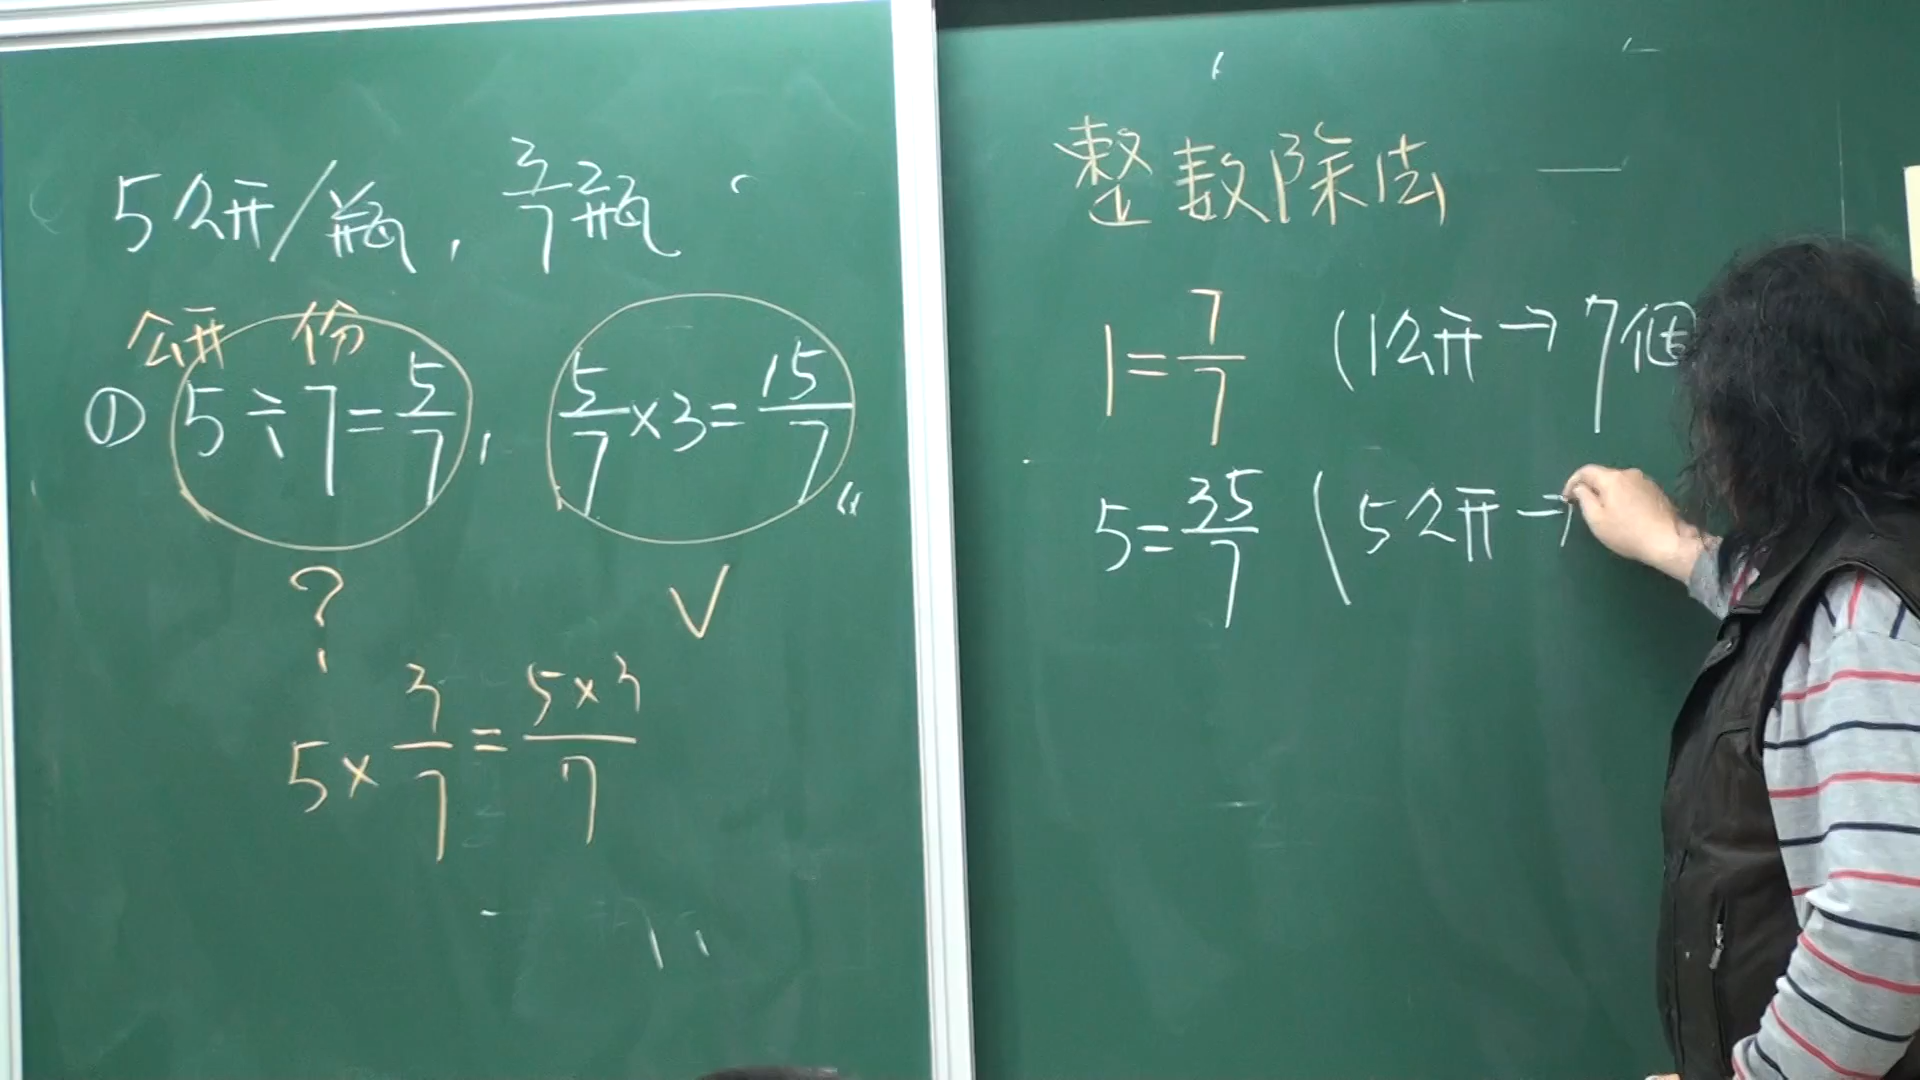 5公升/瓶，3/7瓶。
公升 份
① 5÷7=5/7，5/7×3=15/7
? ✓
5×3/7=5×3/7
整數除法
1=7/7 (1公升→7個
5=35/7 (5公升→